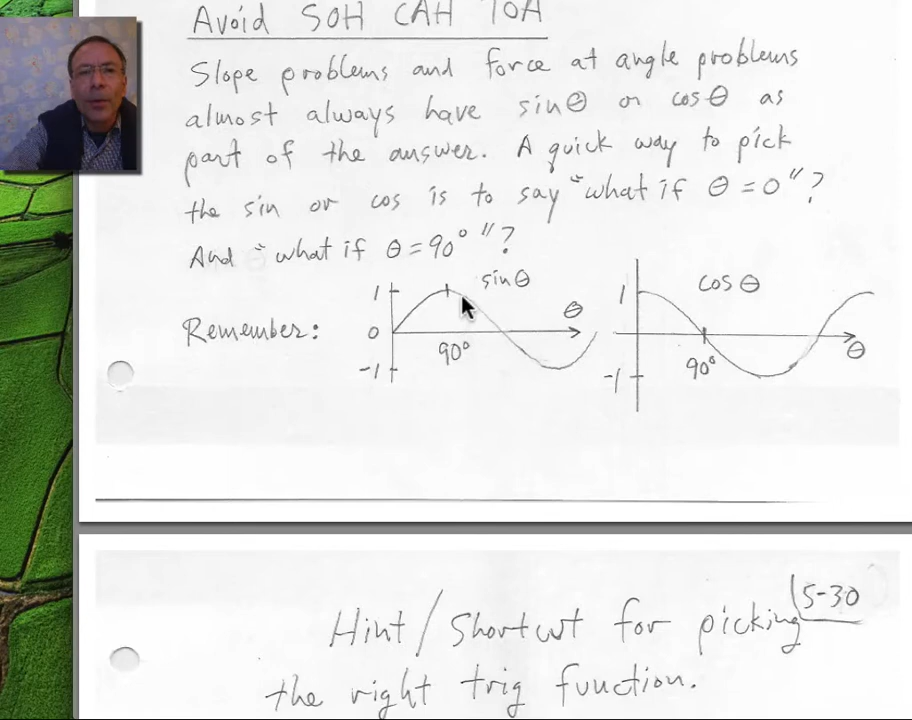 Avoid SOH CAH TOA
Slope problems and force at angle problems
almost always have sinθ or cosθ as
part of the answer. A quick way to pick
the sin or cos is to say "what if θ = 0"?
And "what if θ = 90°"?
Remember:
1
0
-1
90°
sinθ
θ
1
-1
90°
cosθ
θ
15-30
Hint/Shortcut for picking
the right trig function.